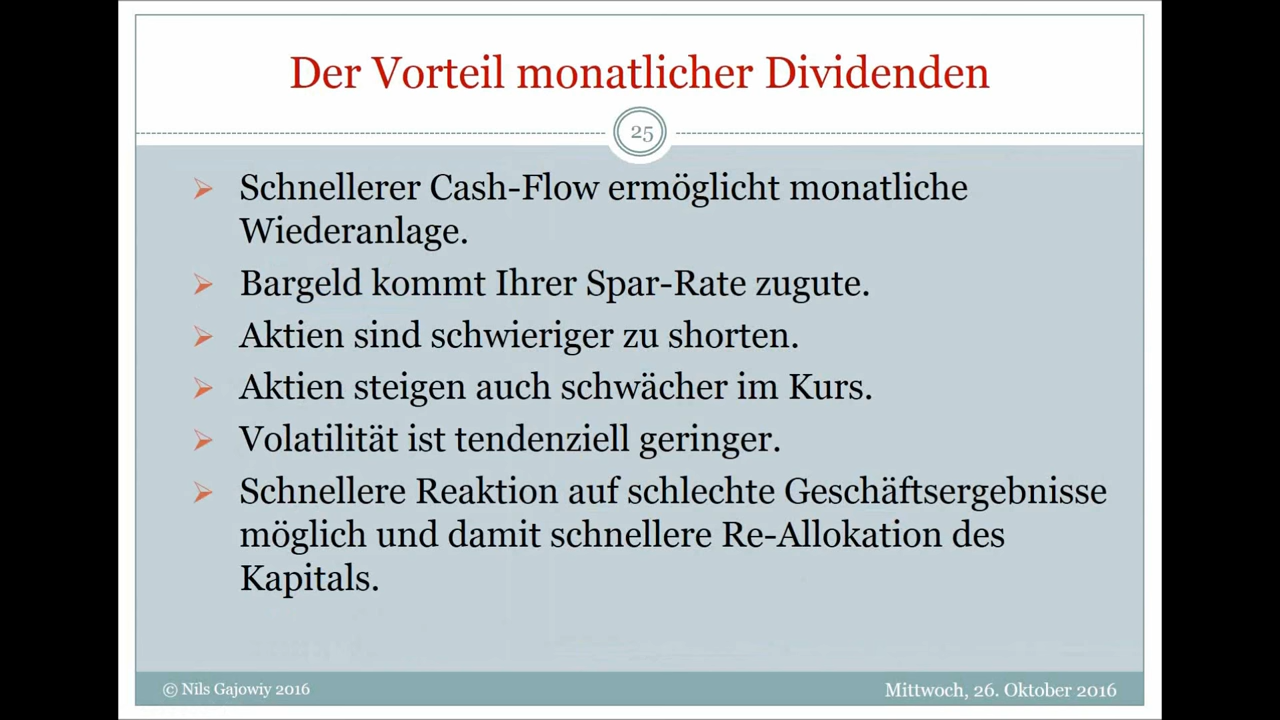 Der Vorteil monatlicher Dividenden
25
Schnellerer Cash-Flow ermöglicht monatliche
Wiederanlage.
Bargeld kommt Ihrer Spar-Rate zugute.
Aktien sind schwieriger zu shorten.
Aktien steigen auch schwächer im Kurs.
Volatilität ist tendenziell geringer.
Schnellere Reaktion auf schlechte Geschäftsergebnisse
möglich und damit schnellere Re-Allokation des
Kapitals.
© Nils Gajowiy 2016
Mittwoch, 26. Oktober 2016